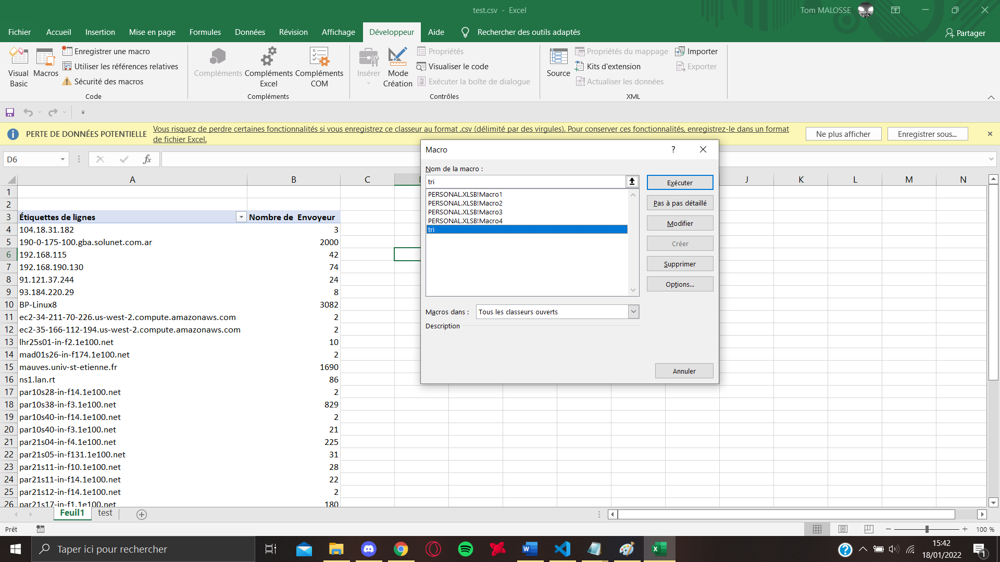 test.csv - Excel
Tom MALOSSE
Fichier Accueil Insertion Mise en page Formules Données Révision Affichage Développeur Aide Rechercher des outils adaptés Partager
Visual Basic
Macros
Enregistrer une macro
Utiliser les références relatives
Sécurité des macros
Code
Compléments
Compléments Excel
Compléments COM
Compléments
Insérer
Mode Création
Propriétés
Visualiser le code
Exécuter la boîte de dialogue
Contrôles
Source
Propriétés du mappage
Kits d'extension
Actualiser les données
Importer
Exporter
XML
PERTE DE DONNÉES POTENTIELLE
Vous risquez de perdre certaines fonctionnalités si vous enregistrez ce classeur au format .csv (délimité par des virgules). Pour conserver ces fonctionnalités, enregistrez-le dans un format
de fichier Excel.
Ne plus afficher
Enregistrer sous...
D6
fx
A B C J K L M N
1
2
3 Étiquettes de lignes Nombre de Envoyeur
4 104.18.31.182 3
5 190-0-175-100.gba.solunet.com.ar 2000
6 192.168.115 42
7 192.168.190.130 74
8 91.121.37.244 24
9 93.184.220.29 8
10 BP-Linux8 3082
11 ec2-34-211-70-226.us-west-2.compute.amazonaws.com 2
12 ec2-35-166-112-194.us-west-2.compute.amazonaws.com 2
13 lhr25s01-in-f2.1e100.net 10
14 mad01s26-in-f174.1e100.net 2
15 mauves.univ-st-etienne.fr 1690
16 ns1.lan.rt 86
17 par10s28-in-f14.1e100.net 2
18 par10s38-in-f3.1e100.net 829
19 par10s40-in-f14.1e100.net 2
20 par10s40-in-f3.1e100.net 21
21 par21s04-in-f4.1e100.net 225
22 par21s05-in-f131.1e100.net 31
23 par21s11-in-f10.1e100.net 28
24 par21s11-in-f14.1e100.net 22
25 par21s12-in-f14.1e100.net 2
26 par21s17-in-f1.1e100.net 180
Macro
?
Nom de la macro :
tri
PERSONAL.XLSB!Macro1
PERSONAL.XLSB!Macro2
PERSONAL.XLSB!Macro3
PERSONAL.XLSB!Macro4
tri
Exécuter
Pas à pas détaillé
Modifier
Créer
Supprimer
Options...
Macros dans : Tous les classeurs ouverts
Description
Annuler
Feuil1 test
Prêt
100 %
Taper ici pour rechercher
15:42
18/01/2022
1